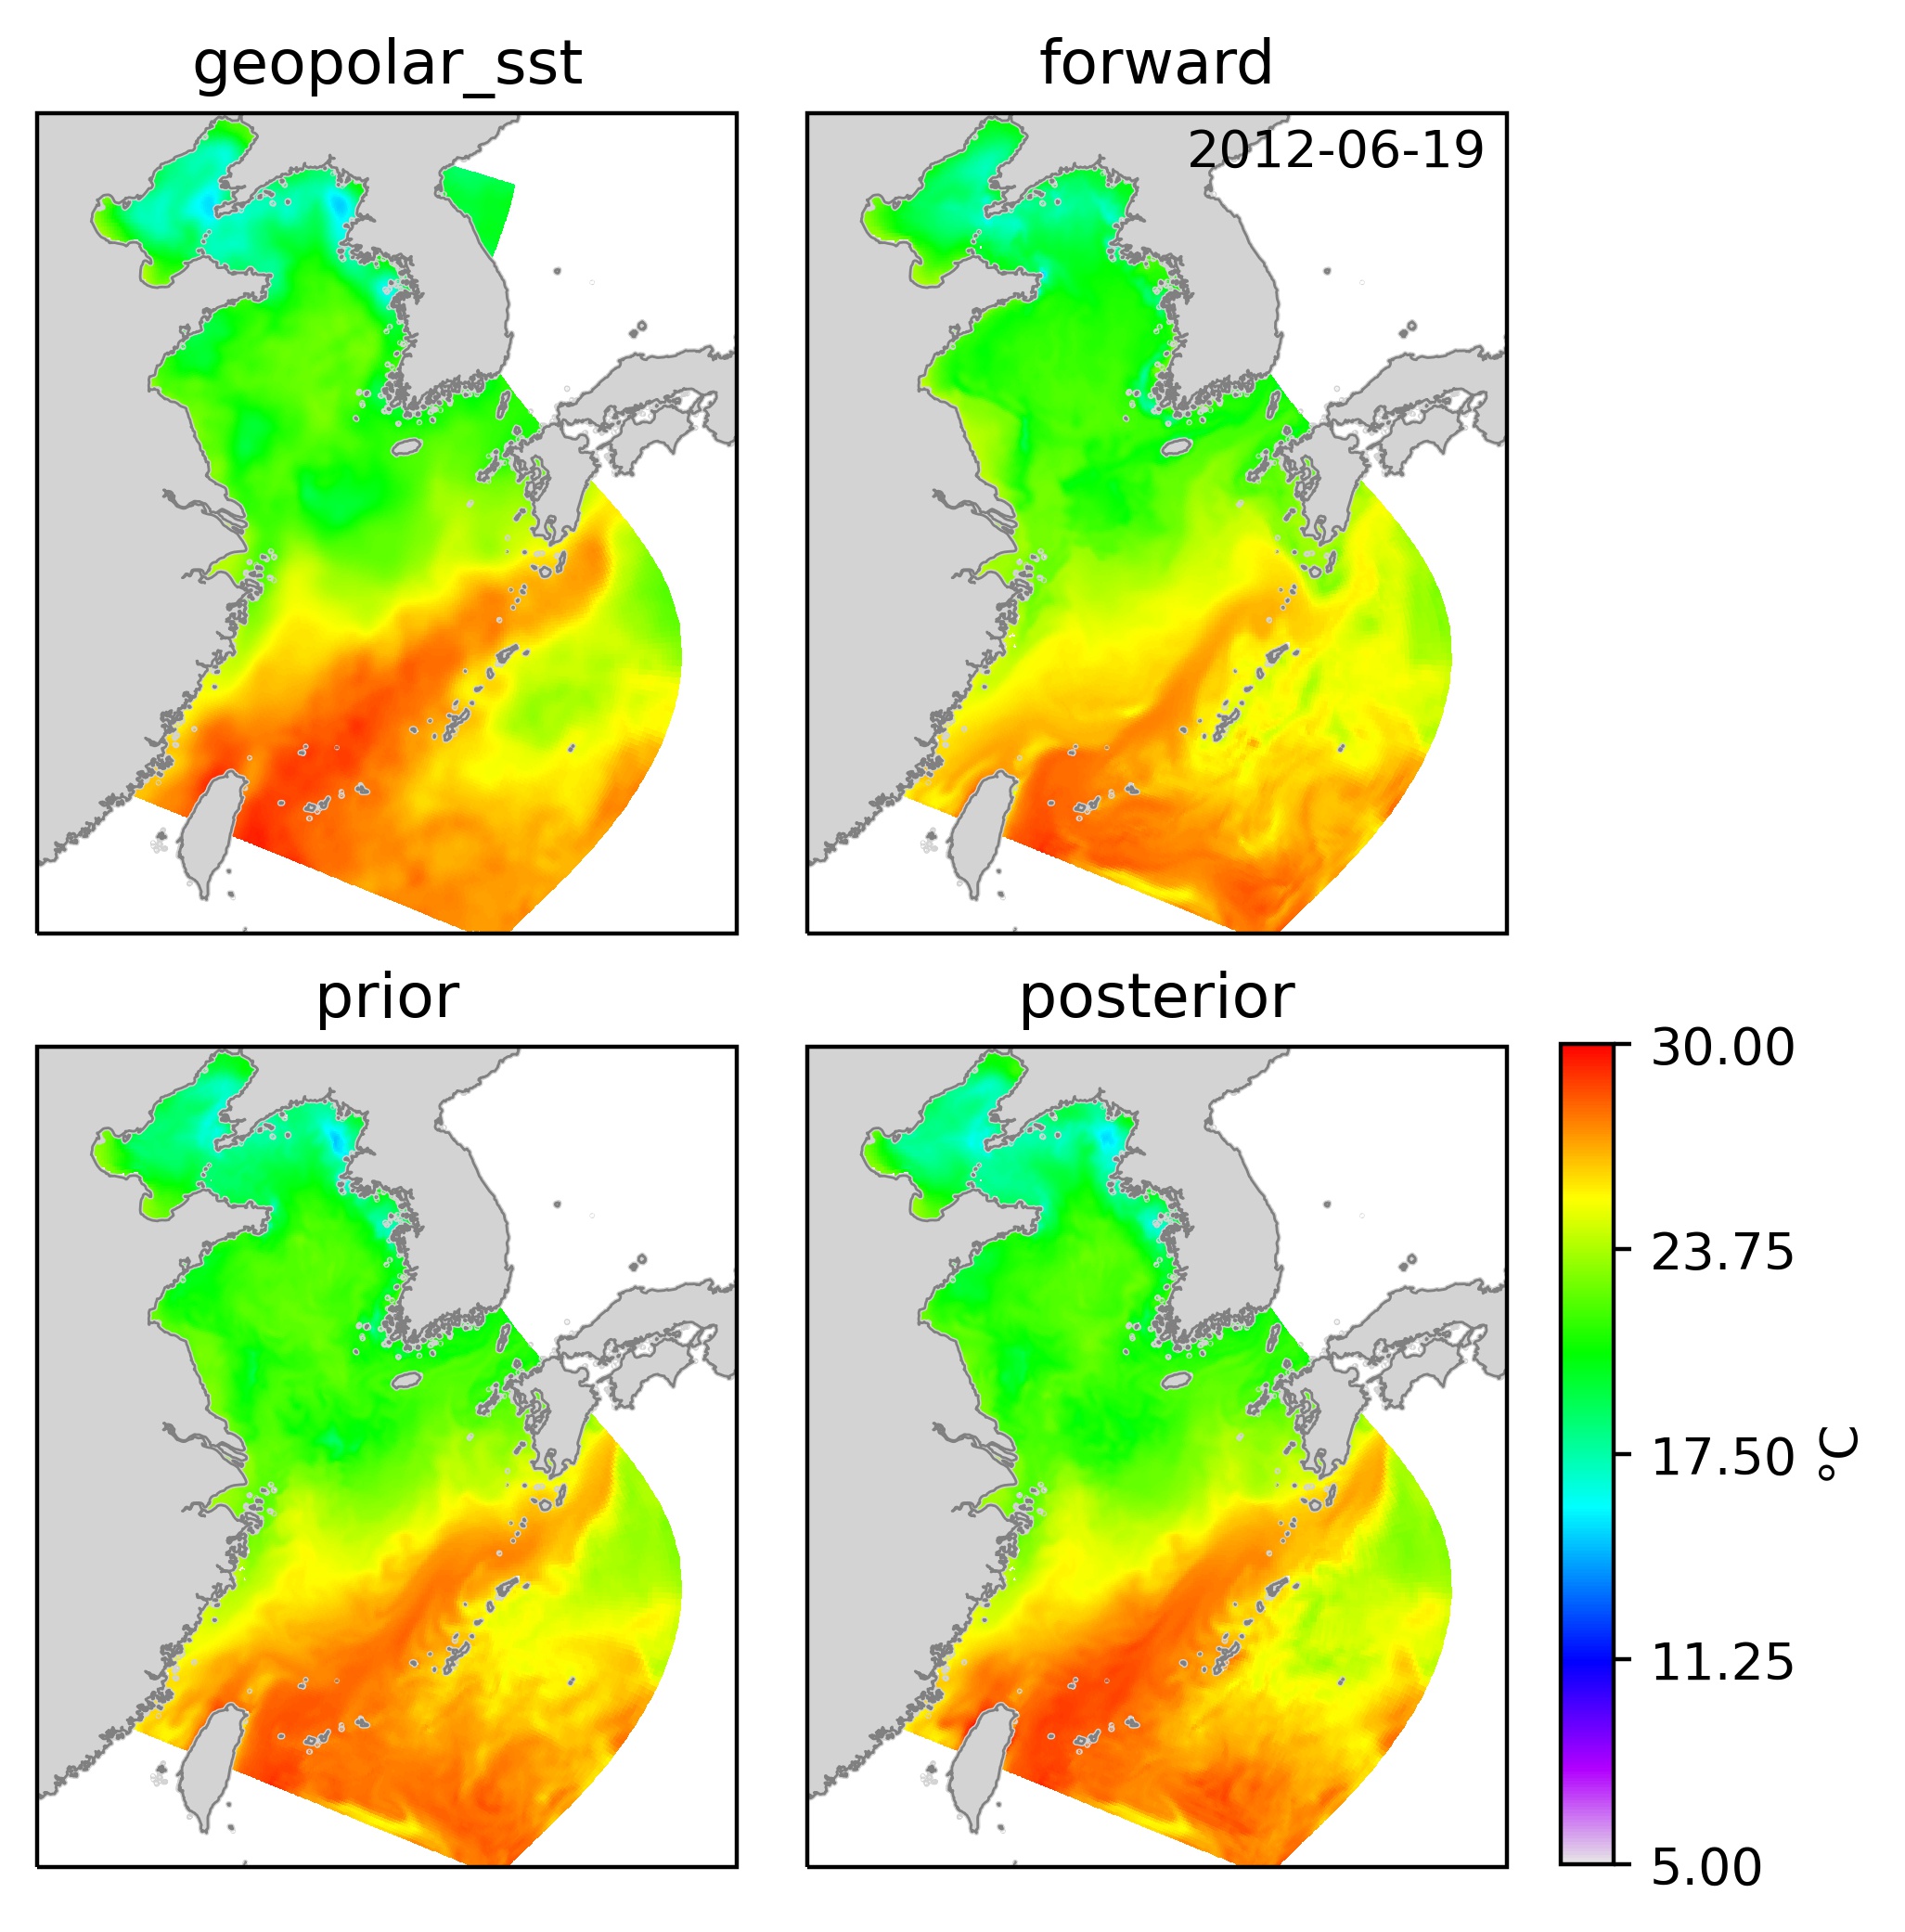 geopolar_sst
forward
2012-06-19
prior
posterior
30.00
23.75
17.50
11.25
5.00
°C